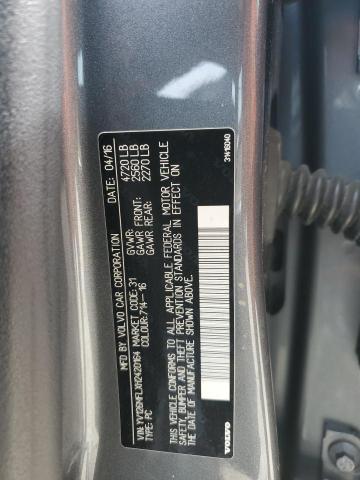 MFD. BY VOLVO CAR CORPORATION DATE: 04/16
GVWR: 4720 LB
GAWR FRONT: 2560 LB
GAWR REAR: 2270 LB
VIN: YV126MFLXH2420164 MARKET CODE: 31
TYPE: PC COLOUR: 714-16
THIS VEHICLE CONFORMS TO ALL APPLICABLE FEDERAL MOTOR VEHICLE
SAFETY, BUMPER AND THEFT PREVENTION STANDARDS IN EFFECT ON
THE DATE OF MANUFACTURE SHOWN ABOVE.
VOLVO 31416040